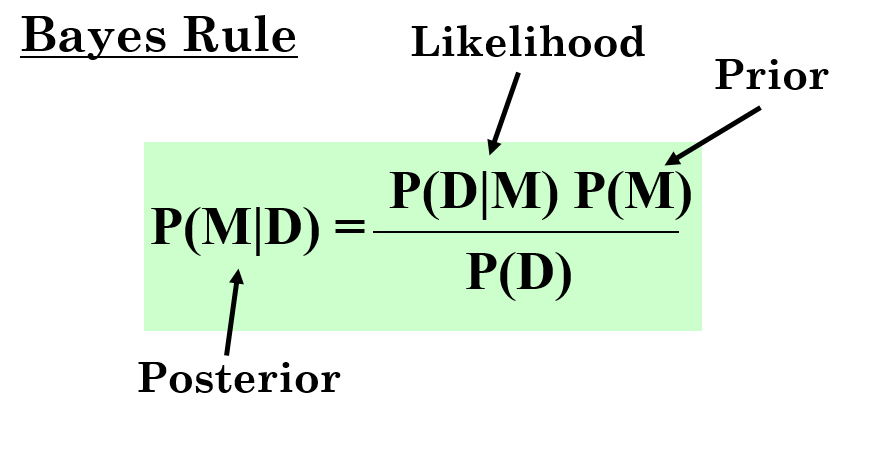 Bayes Rule
Likelihood
Prior
P(D|M) P(M)
P(M|D) =
P(D)
Posterior